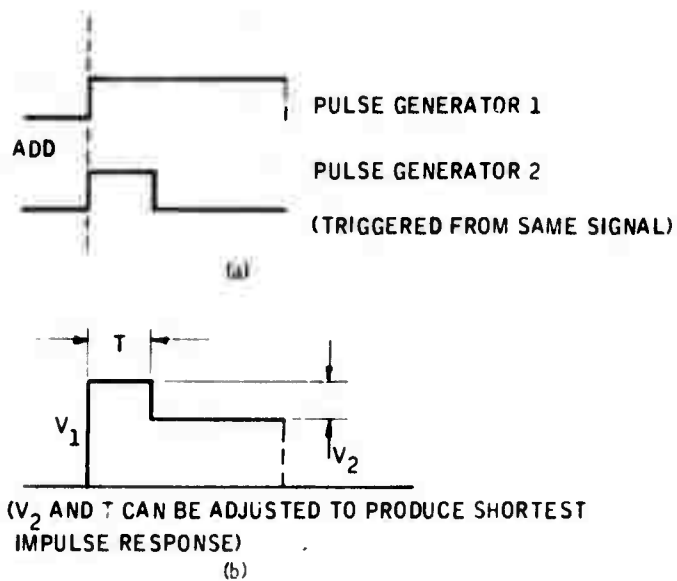 PULSE GENERATOR 1
ADD
PULSE GENERATOR 2
(TRIGGERED FROM SAME SIGNAL)
(a)
T
V1
V2
(V2 AND T CAN BE ADJUSTED TO PRODUCE SHORTEST
IMPULSE RESPONSE)
(b)